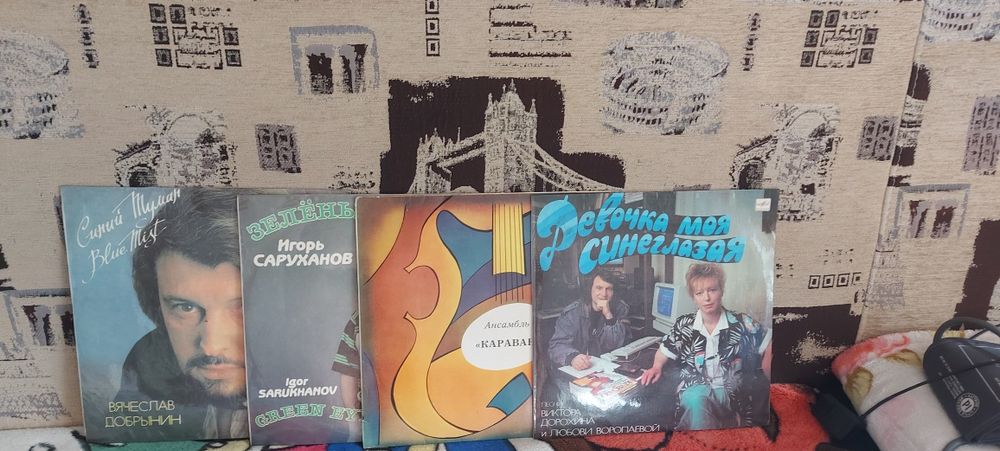 Синий Туман
Blue Mist
ВЯЧЕСЛАВ
ДОБРЫНИН
ЗЕЛЁНЫ
Игорь
САРУХАНОВ
Igor
SARUKHANOV
GREEN EY
Ансамбль
«КАРАВАН
Девочка моя
синеглазая
ПЕСНИ
ВИКТОРА
ДОРОХИНА
и ЛЮБОВИ ВОРОПАЕВОЙ